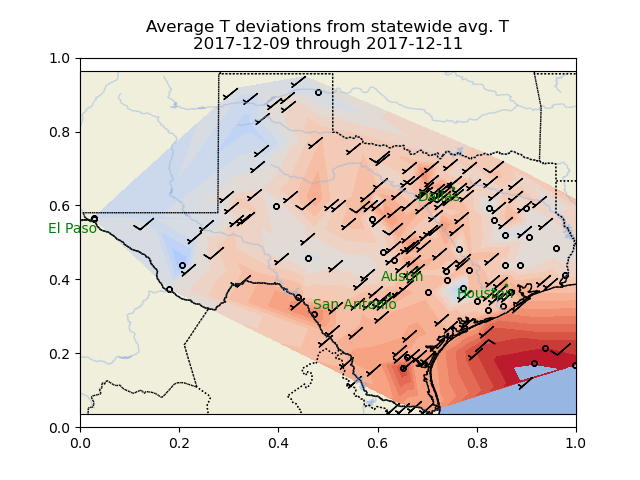 Average T deviations from statewide avg. T
2017-12-09 through 2017-12-11
1.0
0.8
0.6
0.4
0.2
0.0
Dallas
El Paso
Austin
Houston
San Antonio
0.0 0.2 0.4 0.6 0.8 1.0